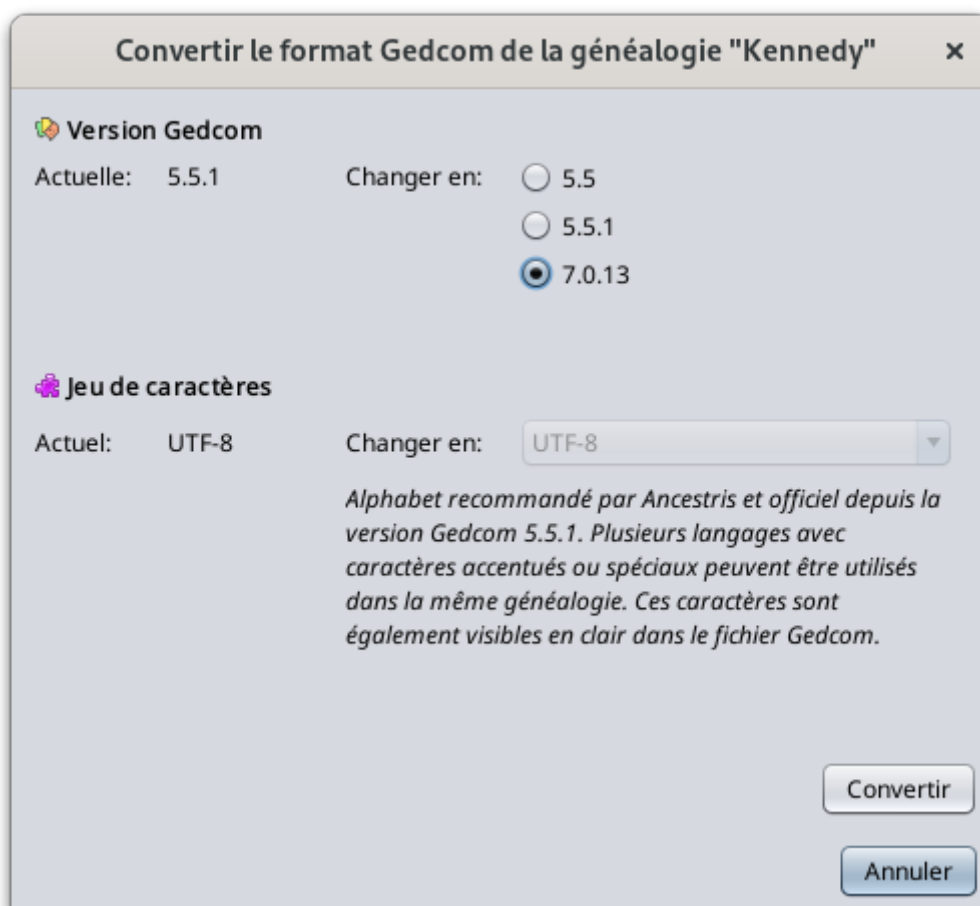 Convertir le format Gedcom de la généalogie "Kennedy"
Version Gedcom
Actuelle: 5.5.1 Changer en: 5.5
5.5.1
7.0.13
Jeu de caractères
Actuel: UTF-8 Changer en: UTF-8
Alphabet recommandé par Ancestris et officiel depuis la
version Gedcom 5.5.1. Plusieurs langages avec
caractères accentués ou spéciaux peuvent être utilisés
dans la même généalogie. Ces caractères sont
également visibles en clair dans le fichier Gedcom.
Convertir
Annuler